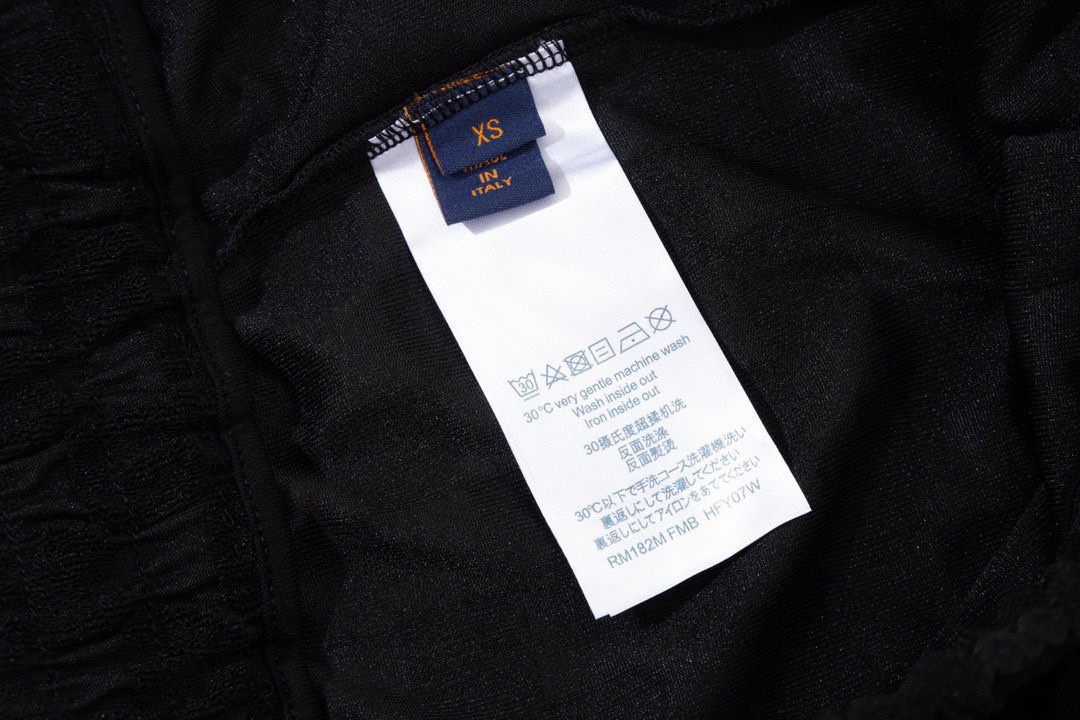 XS
MADE
IN
ITALY
30
30°C very gentle machine wash
Wash inside out
Iron inside out
30摄氏度超揉机洗
反面洗涤
反面熨烫
30℃以下で手洗コース洗濯機洗い
裏返しにして洗濯してください
裏返しにしてアイロンをあててください
RM182M FMB HFY07W